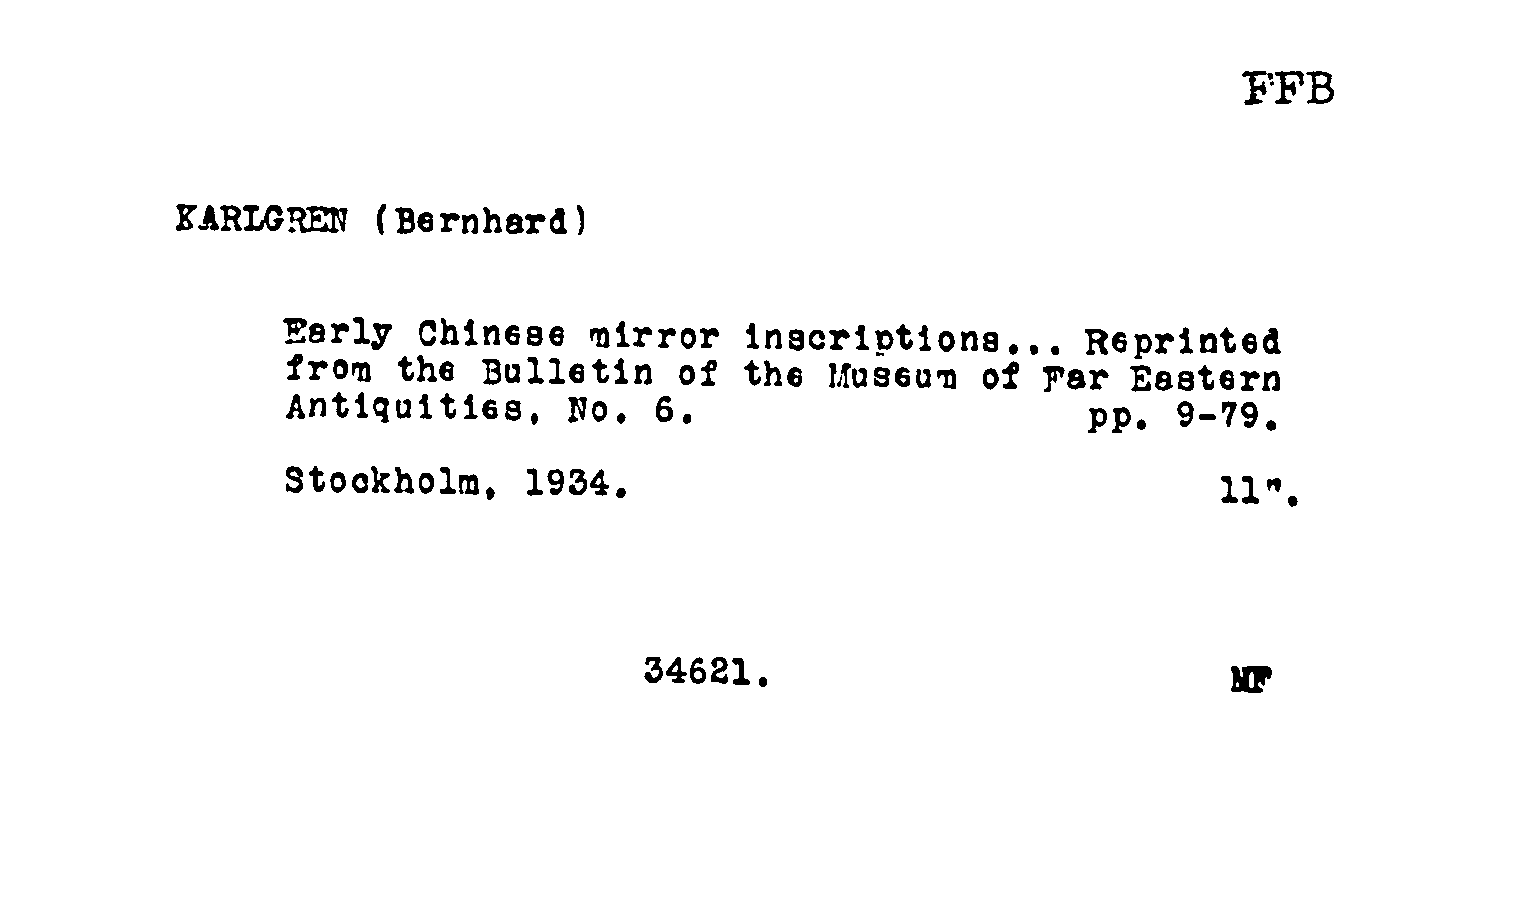 FFB
KARLGREN (Bernhard)
Early Chinese mirror inscriptions... Reprinted
from the Bulletin of the Museum of Far Eastern
Antiquities, No. 6. pp. 9-79.
Stockholm, 1934. 11".
34621. MF